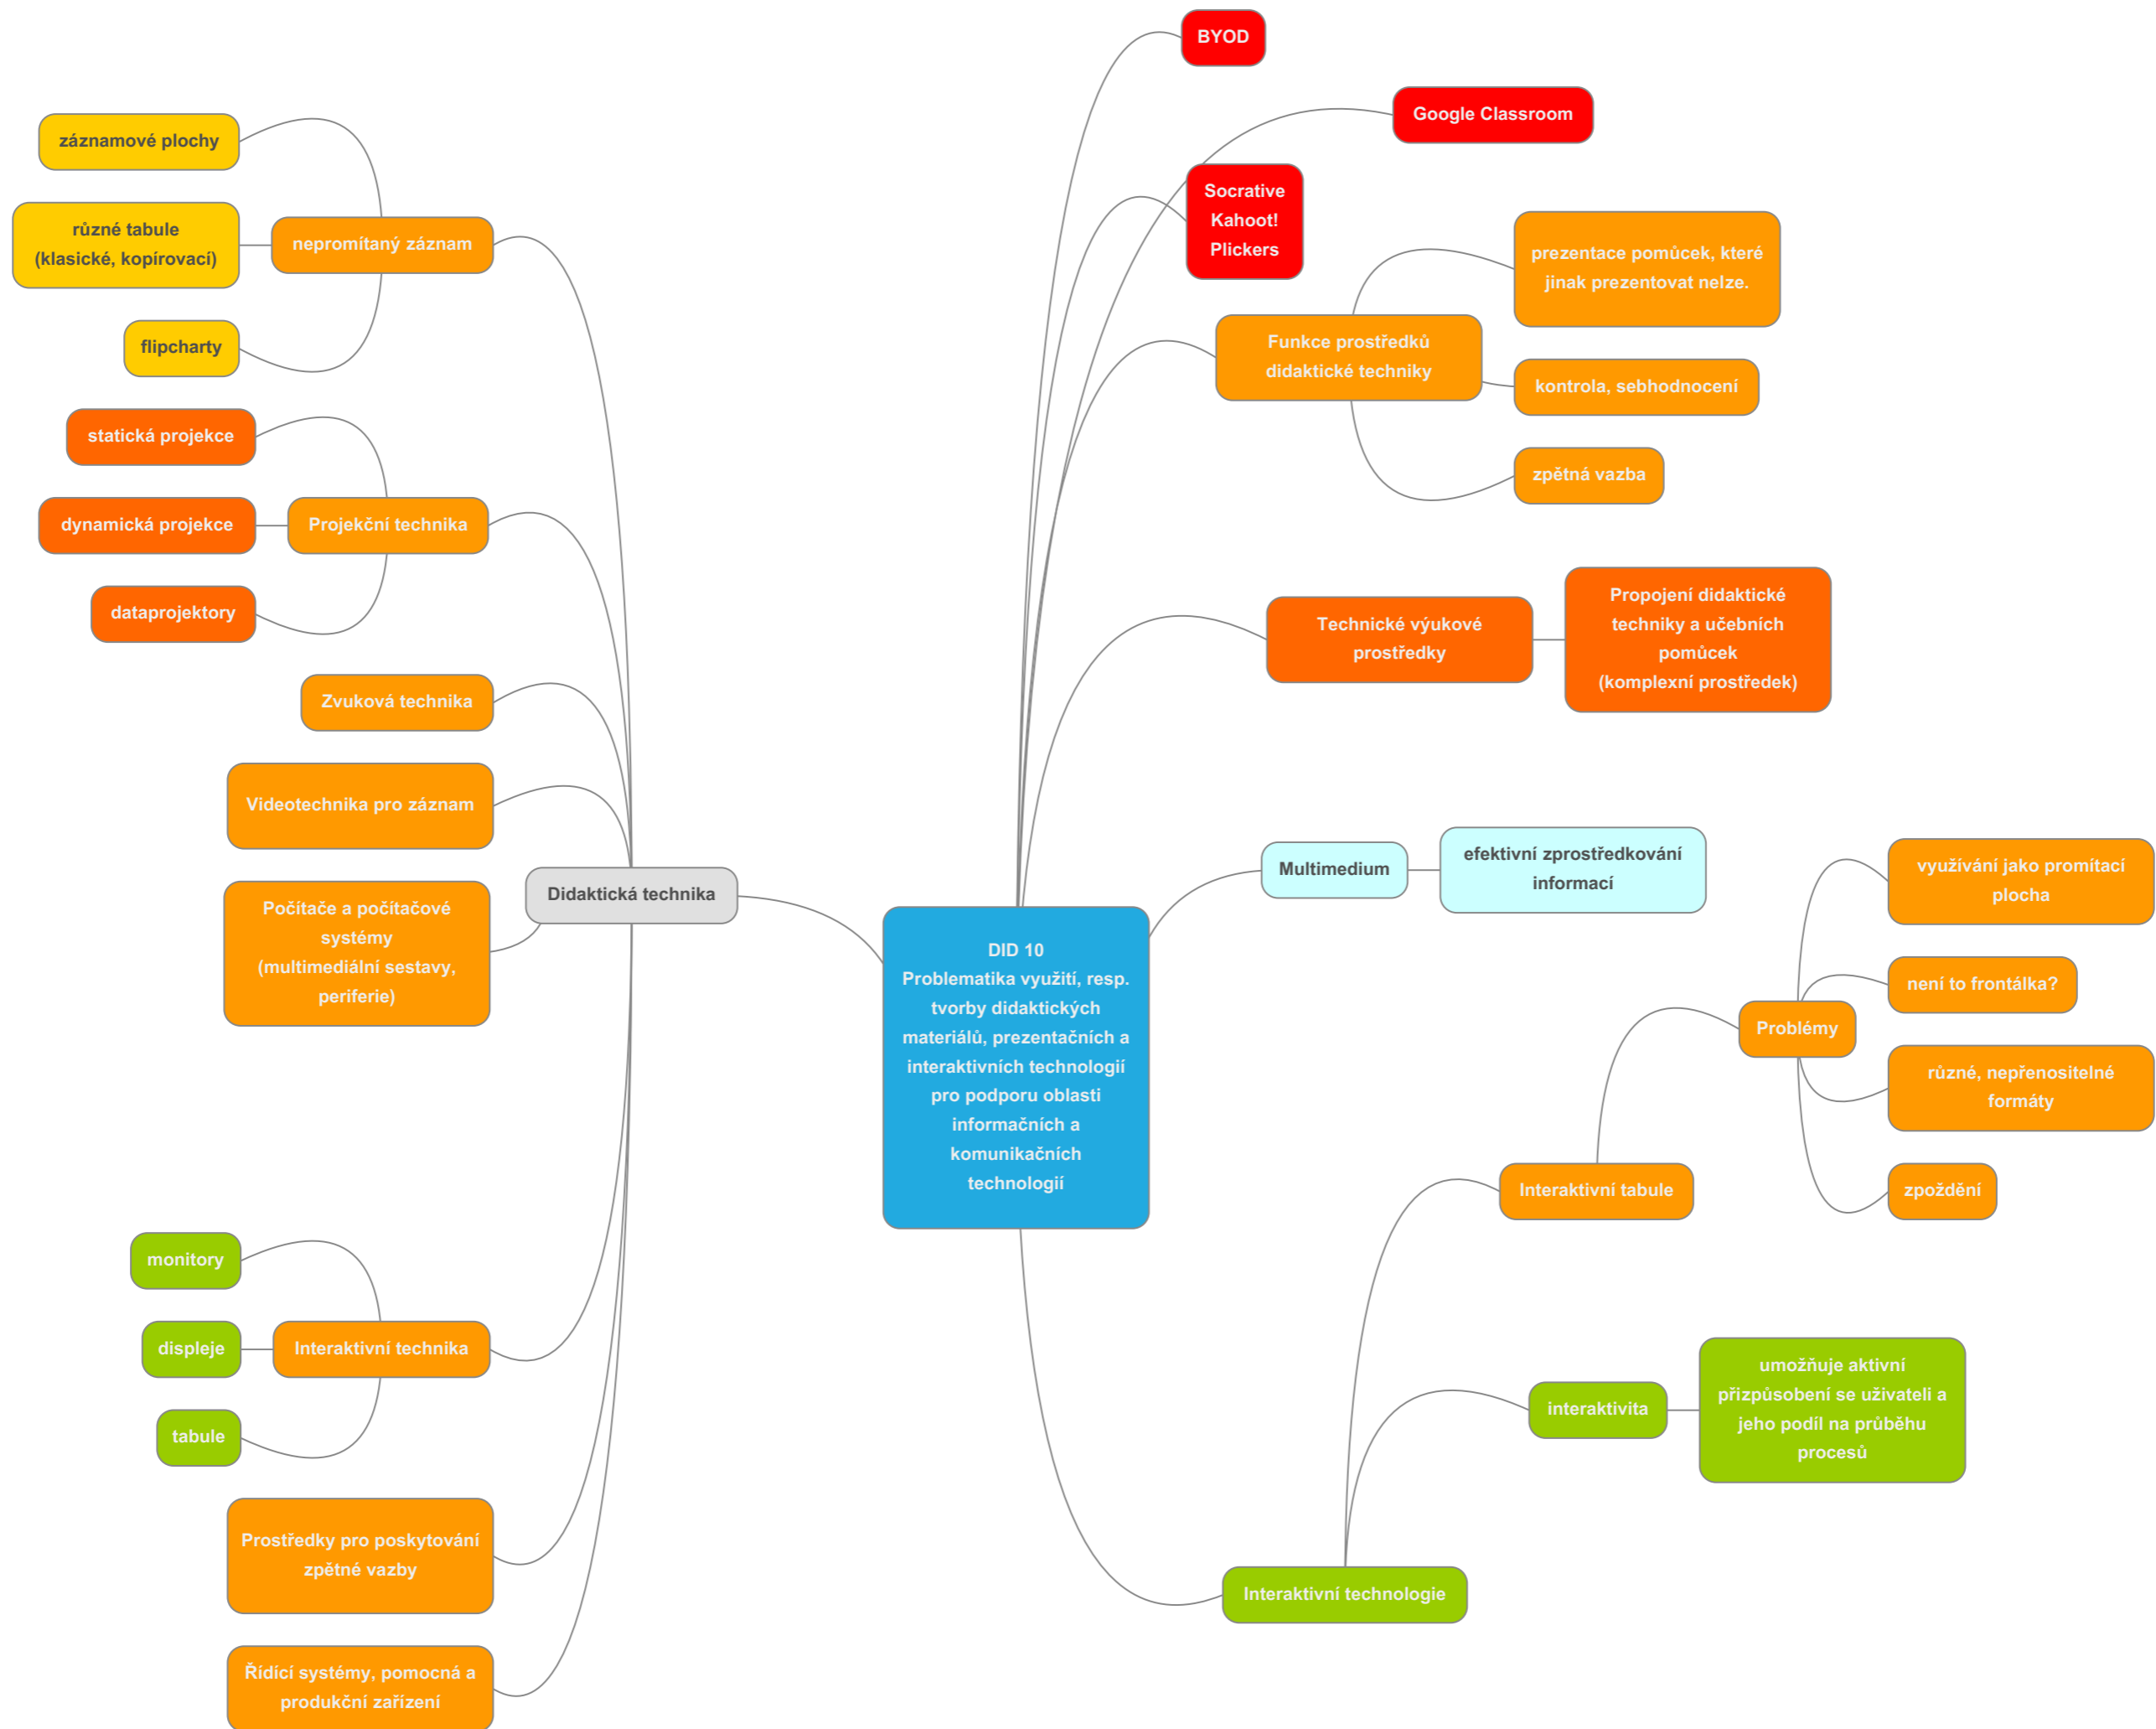 BYOD
Google Classroom
Socrative
Kahoot!
Plickers
Funkce prostředků
didaktické techniky
prezentace pomůcek, které
jinak prezentovat nelze.
kontrola, sebhodnocení
zpětná vazba
Technické výukové
prostředky
Propojení didaktické
techniky a učebních
pomůcek
(komplexní prostředek)
Multimedium
efektivní zprostředkování
informací
Interaktivní technologie
Interaktivní tabule
Problémy
využívání jako promítací
plocha
není to frontálka?
různé, nepřenositelné
formáty
zpoždění
interaktivita
umožňuje aktivní
přizpůsobení se uživateli a
jeho podíl na průběhu
procesů
DID 10
Problematika využití, resp.
tvorby didaktických
materiálů, prezentačních a
interaktivních technologií
pro podporu oblasti
informačních a
komunikačních
technologií
Didaktická technika
nepromítaný záznam
záznamové plochy
různé tabule
(klasické, kopírovací)
flipcharty
Projekční technika
statická projekce
dynamická projekce
dataprojektory
Zvuková technika
Videotechnika pro záznam
Počítače a počítačové
systémy
(multimediální sestavy,
periferie)
Interaktivní technika
monitory
displeje
tabule
Prostředky pro poskytování
zpětné vazby
Řídící systémy, pomocná a
produkční zařízení